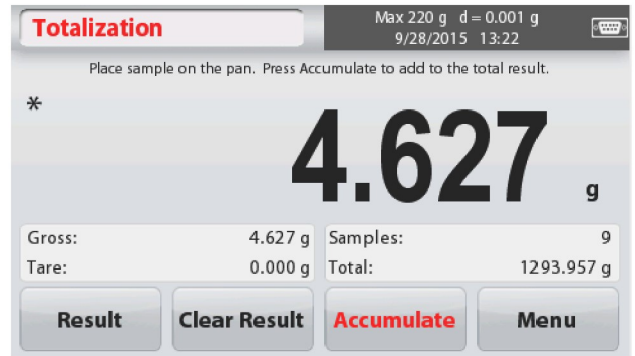 Totalization
Max 220 g d = 0.001 g
9/28/2015 13:22
Place sample on the pan. Press Accumulate to add to the total result.
*
4.627 g
Gross: 4.627 g Samples: 9
Tare: 0.000 g Total: 1293.957 g
Result Clear Result Accumulate Menu